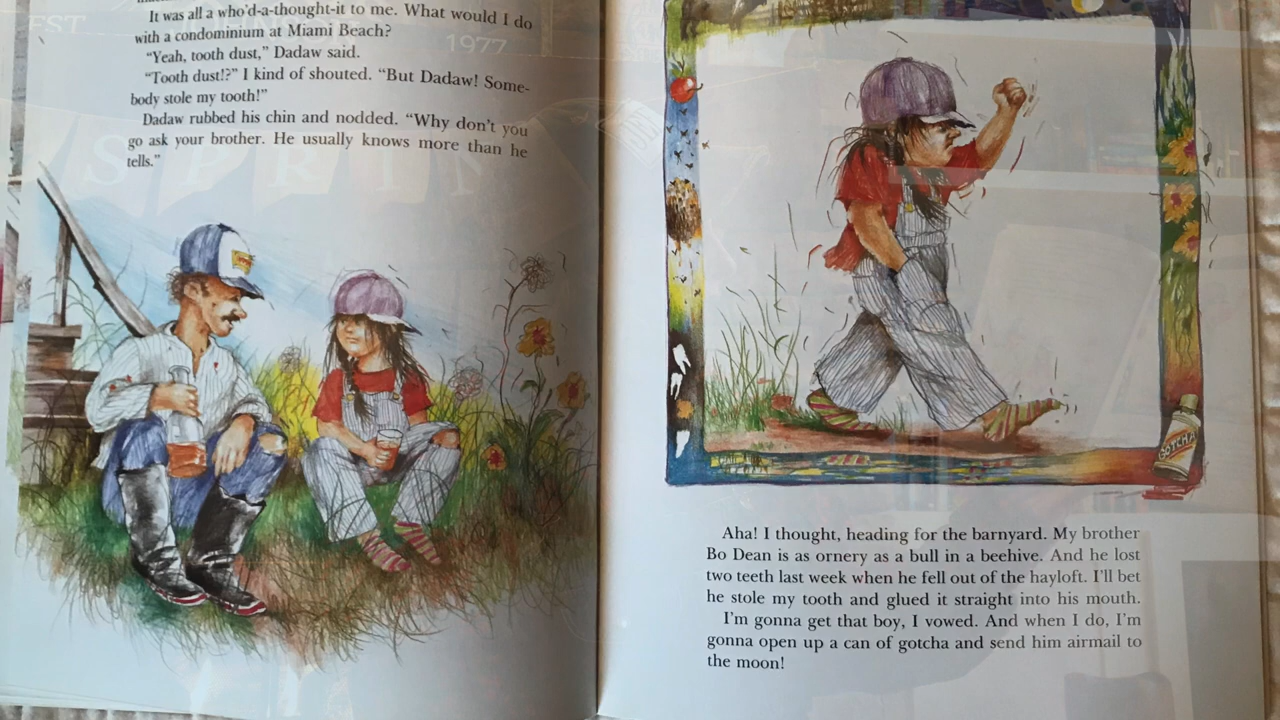 It was all a who'd-a-thought-it to me. What would I do
with a condominium at Miami Beach?
"Yeah, tooth dust," Dadaw said.
"Tooth dust!?" I kind of shouted. "But Dadaw! Some-
body stole my tooth!"
Dadaw rubbed his chin and nodded. "Why don't you
go ask your brother. He usually knows more than he
tells."
EST
1977
SPRIN
GOTCHA
Aha! I thought, heading for the barnyard. My brother
Bo Dean is as ornery as a bull in a beehive. And he lost
two teeth last week when he fell out of the hayloft. I'll bet
he stole my tooth and glued it straight into his mouth.
I'm gonna get that boy, I vowed. And when I do, I'm
gonna open up a can of gotcha and send him airmail to
the moon!